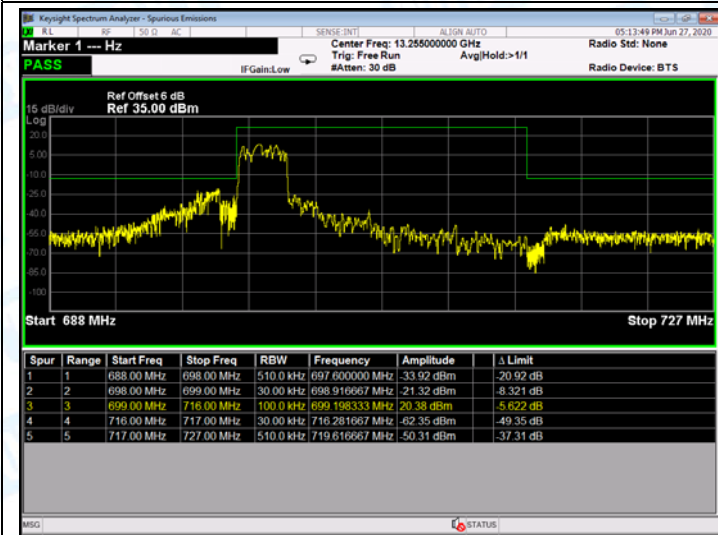 Keysight Spectrum Analyzer - Spurious Emissions
RL RF 50 Ω AC SENSE:INT ALIGN AUTO 05:13:49 PM Jun 27, 2020
Marker 1 --- Hz
Center Freq: 13.255000000 GHz
Radio Std: None
Trig: Free Run Avg|Hold:>1/1
PASS
IFGain:Low
#Atten: 30 dB
Radio Device: BTS
Ref Offset 6 dB
15 dB/div Ref 35.00 dBm
Log
20.0
5.00
-10.0
-25.0
-40.0
-55.0
-70.0
-85.0
-100
Start 688 MHz Stop 727 MHz
Spur Range Start Freq Stop Freq RBW Frequency Amplitude Δ Limit
1 1 688.00 MHz 698.00 MHz 510.0 kHz 697.600000 MHz -33.92 dBm -20.92 dB
2 2 698.00 MHz 699.00 MHz 30.00 kHz 698.916667 MHz -21.32 dBm -8.321 dB
3 3 699.00 MHz 716.00 MHz 100.0 kHz 699.198333 MHz 20.38 dBm -5.622 dB
4 4 716.00 MHz 717.00 MHz 30.00 kHz 716.281667 MHz -62.35 dBm -49.35 dB
5 5 717.00 MHz 727.00 MHz 510.0 kHz 719.616667 MHz -50.31 dBm -37.31 dB
MSG STATUS